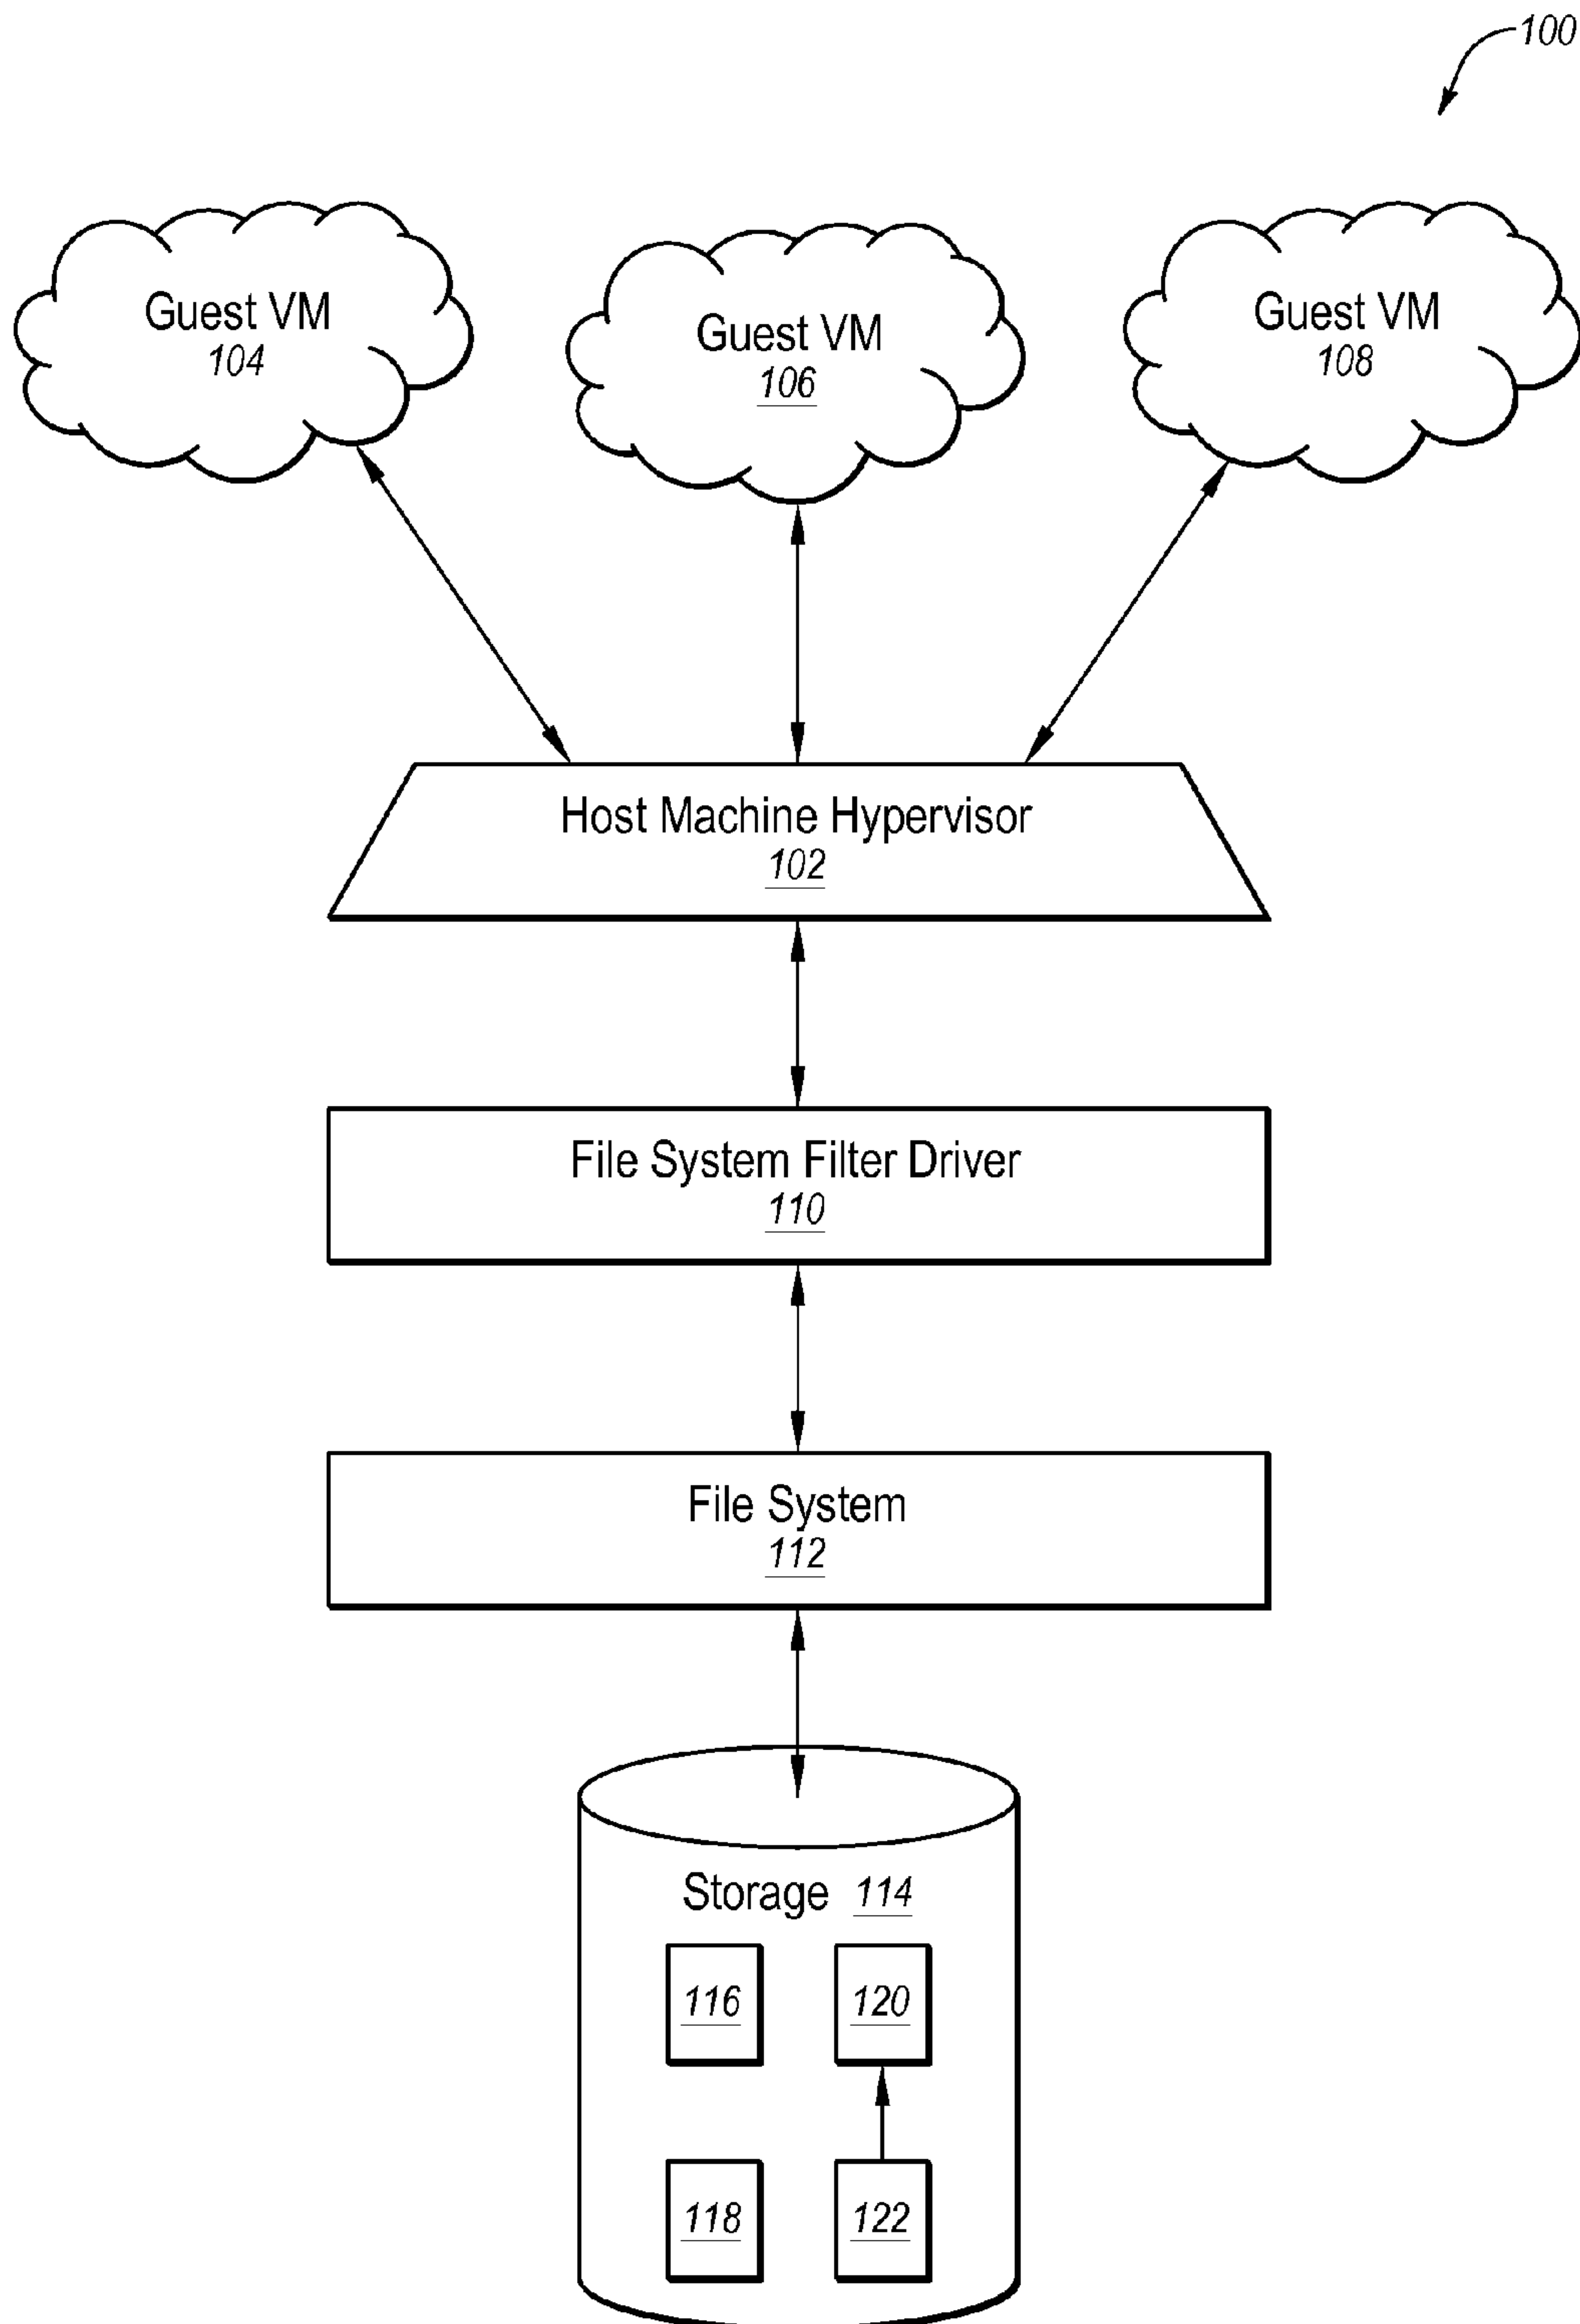 100
Guest VM
104
Guest VM
106
Guest VM
108
Host Machine Hypervisor
102
File System Filter Driver
110
File System
112
Storage 114
116
120
118
122